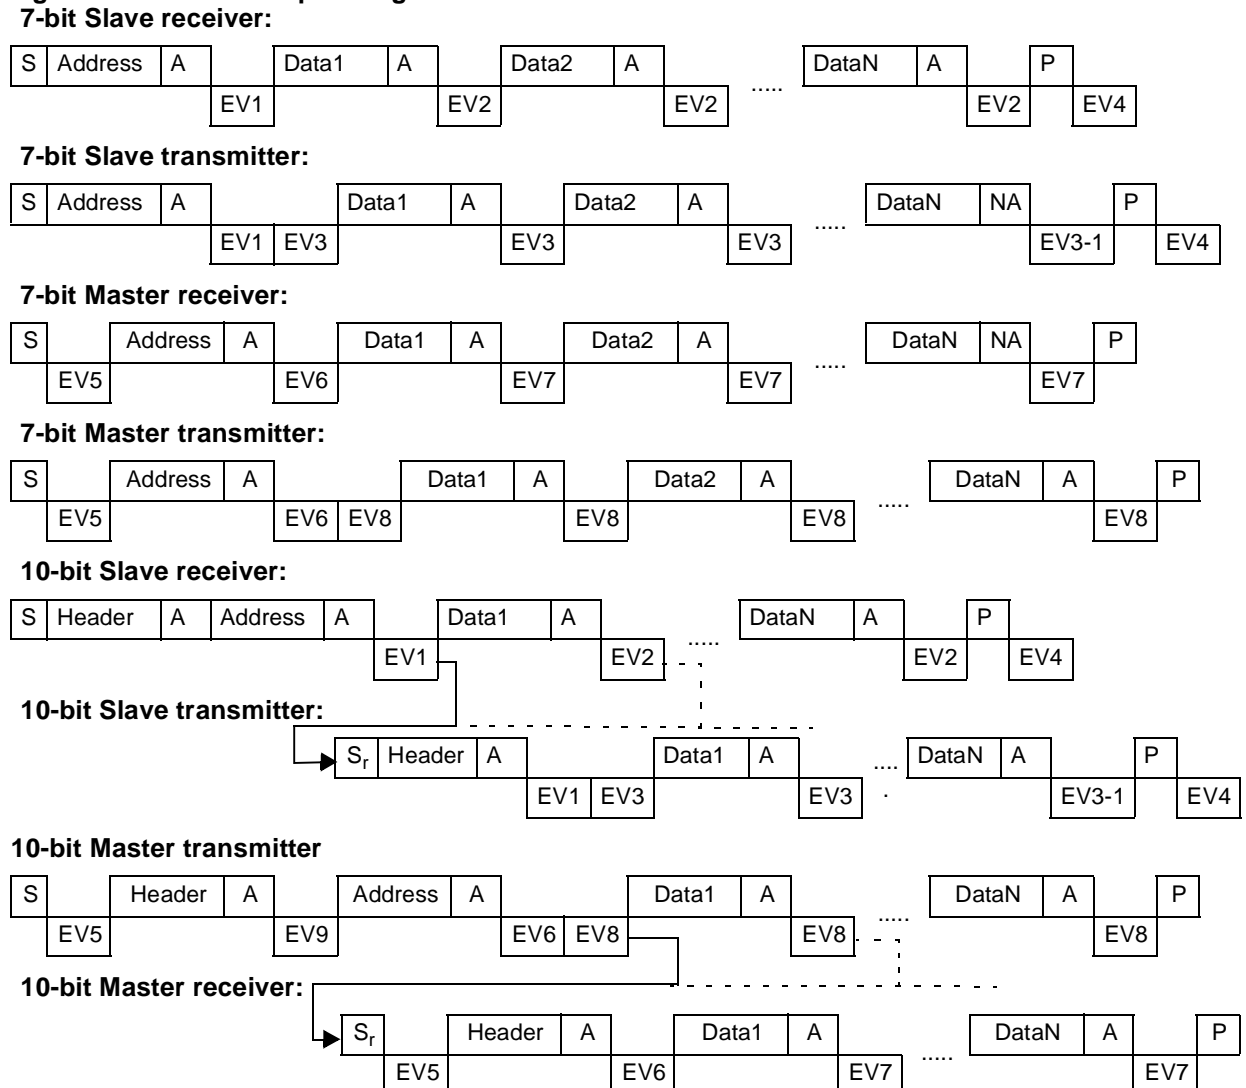 7-bit Slave receiver:
S Address A Data1 A Data2 A ..... DataN A P
EV1 EV2 EV2 EV2 EV4
7-bit Slave transmitter:
S Address A Data1 A Data2 A ..... DataN NA P
EV1 EV3 EV3 EV3 EV3-1 EV4
7-bit Master receiver:
S Address A Data1 A Data2 A ..... DataN NA P
EV5 EV6 EV7 EV7 EV7
7-bit Master transmitter:
S Address A Data1 A Data2 A ..... DataN A P
EV5 EV6 EV8 EV8 EV8 EV8
10-bit Slave receiver:
S Header A Address A Data1 A ..... DataN A P
EV1 EV2 EV2 EV4
10-bit Slave transmitter:
Sr Header A Data1 A .... DataN A P
EV1 EV3 EV3 . EV3-1 EV4
10-bit Master transmitter
S Header A Address A Data1 A ..... DataN A P
EV5 EV9 EV6 EV8 EV8 EV8
10-bit Master receiver:
Sr Header A Data1 A ..... DataN A P
EV5 EV6 EV7 EV7